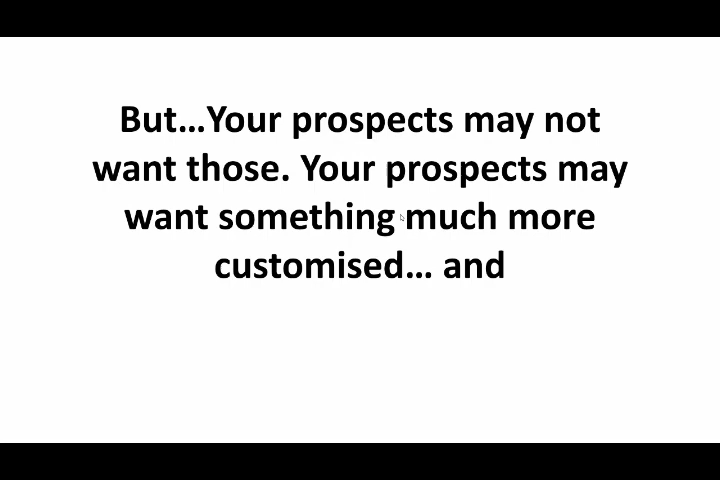 But…Your prospects may not
want those. Your prospects may
want something much more
customised… and